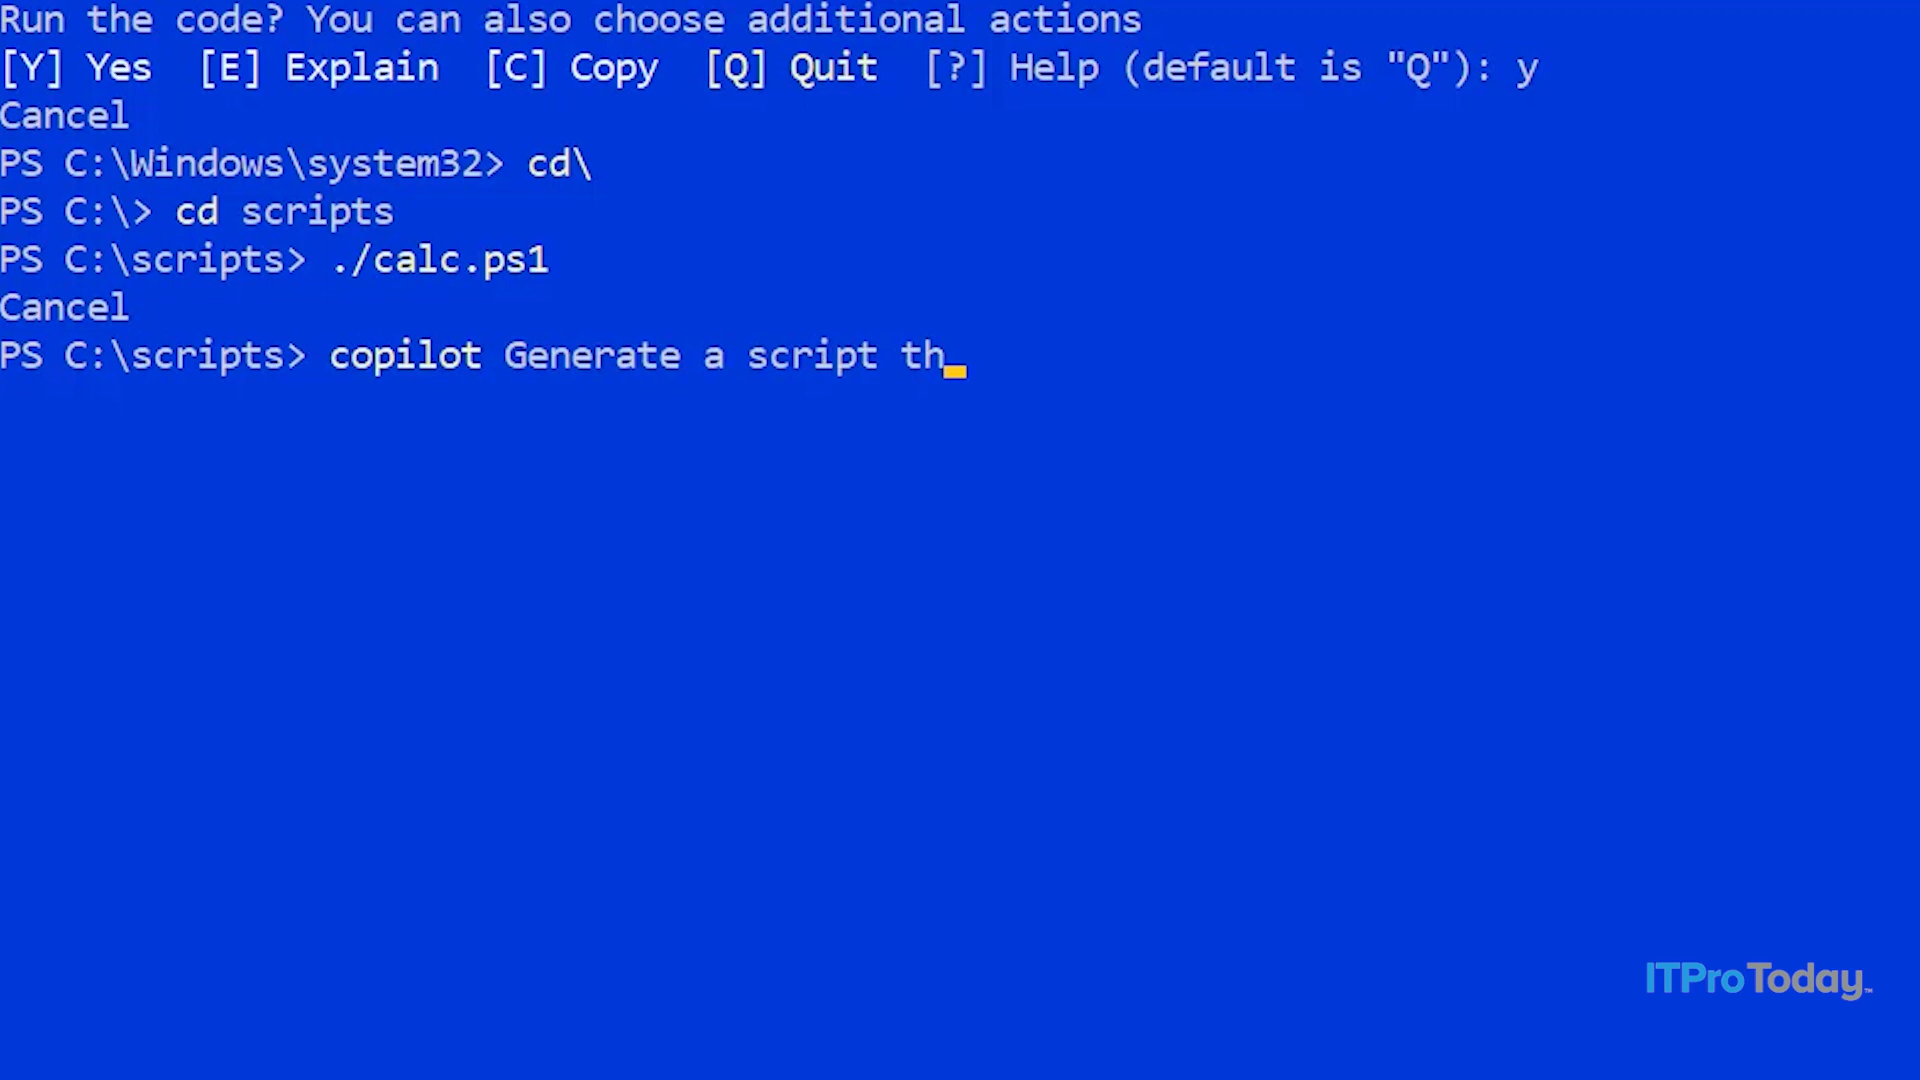 Run the code? You can also choose additional actions
[Y] Yes  [E] Explain  [C] Copy  [Q] Quit  [?] Help (default is "Q"): y
Cancel
PS C:\Windows\system32> cd\
PS C:\> cd scripts
PS C:\scripts> ./calc.ps1
Cancel
PS C:\scripts> copilot Generate a script th
ITProToday™